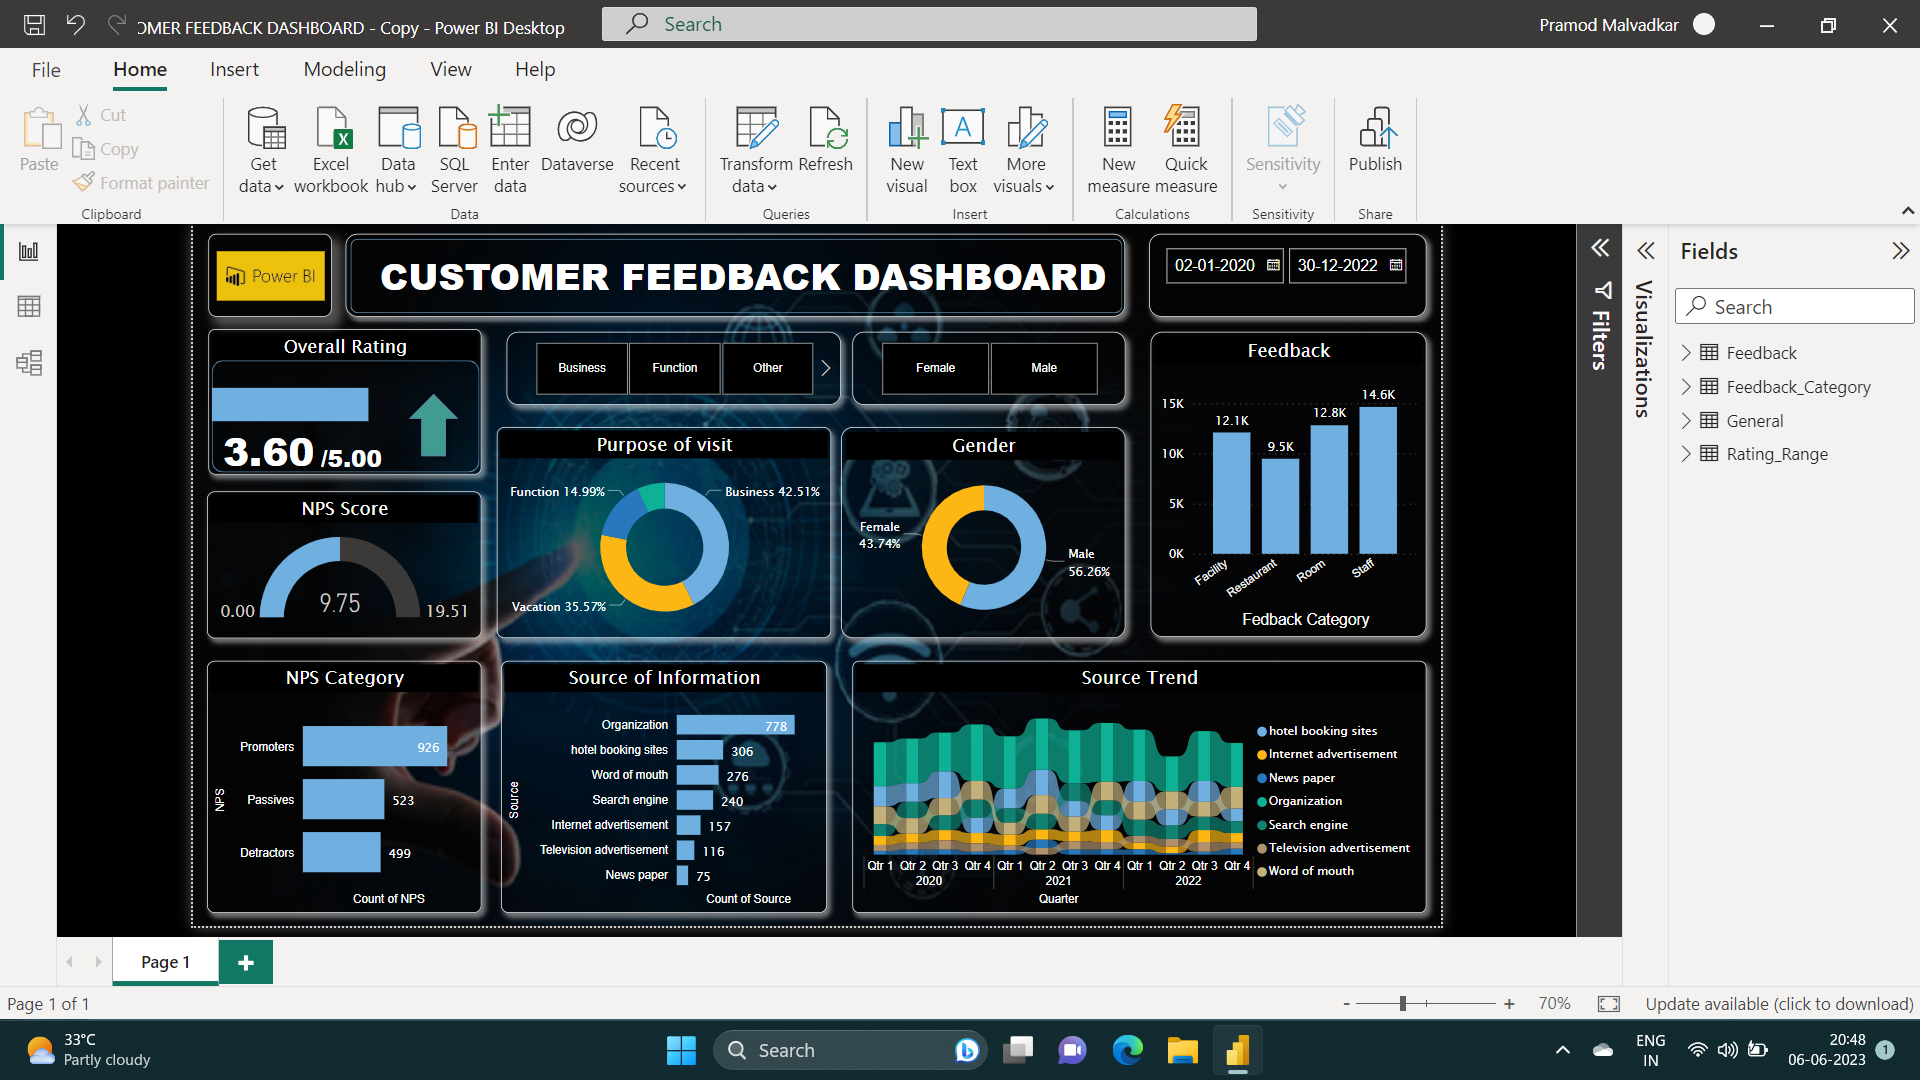 OMER FEEDBACK DASHBOARD - Copy - Power BI Desktop
Search
Pramod Malvadkar
File Home Insert Modeling View Help
Paste
Cut
Copy
Format painter
Clipboard
Get data
Excel workbook
Data hub
SQL Server
Enter data
Dataverse
Recent sources
Data
Transform data
Refresh
Queries
New visual
Text box
More visuals
Insert
New measure
Quick measure
Calculations
Sensitivity
Sensitivity
Publish
Share
Power BI
CUSTOMER FEEDBACK DASHBOARD
02-01-2020
30-12-2022
Overall Rating
3.60 /5.00
Business
Function
Other
Female
Male
NPS Score
0.00
9.75
19.51
Purpose of visit
Function 14.99%
Business 42.51%
Vacation 35.57%
Gender
Female
43.74%
Male
56.26%
Feedback
15K
10K
5K
0K
12.1K
9.5K
12.8K
14.6K
Facility
Restaurant
Room
Staff
Fedback Category
NPS Category
NPS
Promoters 926
Passives 523
Detractors 499
Count of NPS
Source of Information
Source
Organization 778
hotel booking sites 306
Word of mouth 276
Search engine 240
Internet advertisement 157
Television advertisement 116
News paper 75
Count of Source
Source Trend
Qtr 1 Qtr 2 Qtr 3 Qtr 4 Qtr 1 Qtr 2 Qtr 3 Qtr 4 Qtr 1 Qtr 2 Qtr 3 Qtr 4
2020 2021 2022
Quarter
hotel booking sites
Internet advertisement
News paper
Organization
Search engine
Television advertisement
Word of mouth
Filters
Visualizations
Fields
Search
Feedback
Feedback_Category
General
Rating_Range
Page 1
+
Page 1 of 1
- + 70%
Update available (click to download)
33°C
Partly cloudy
Search
ENG
IN
20:48
06-06-2023
1